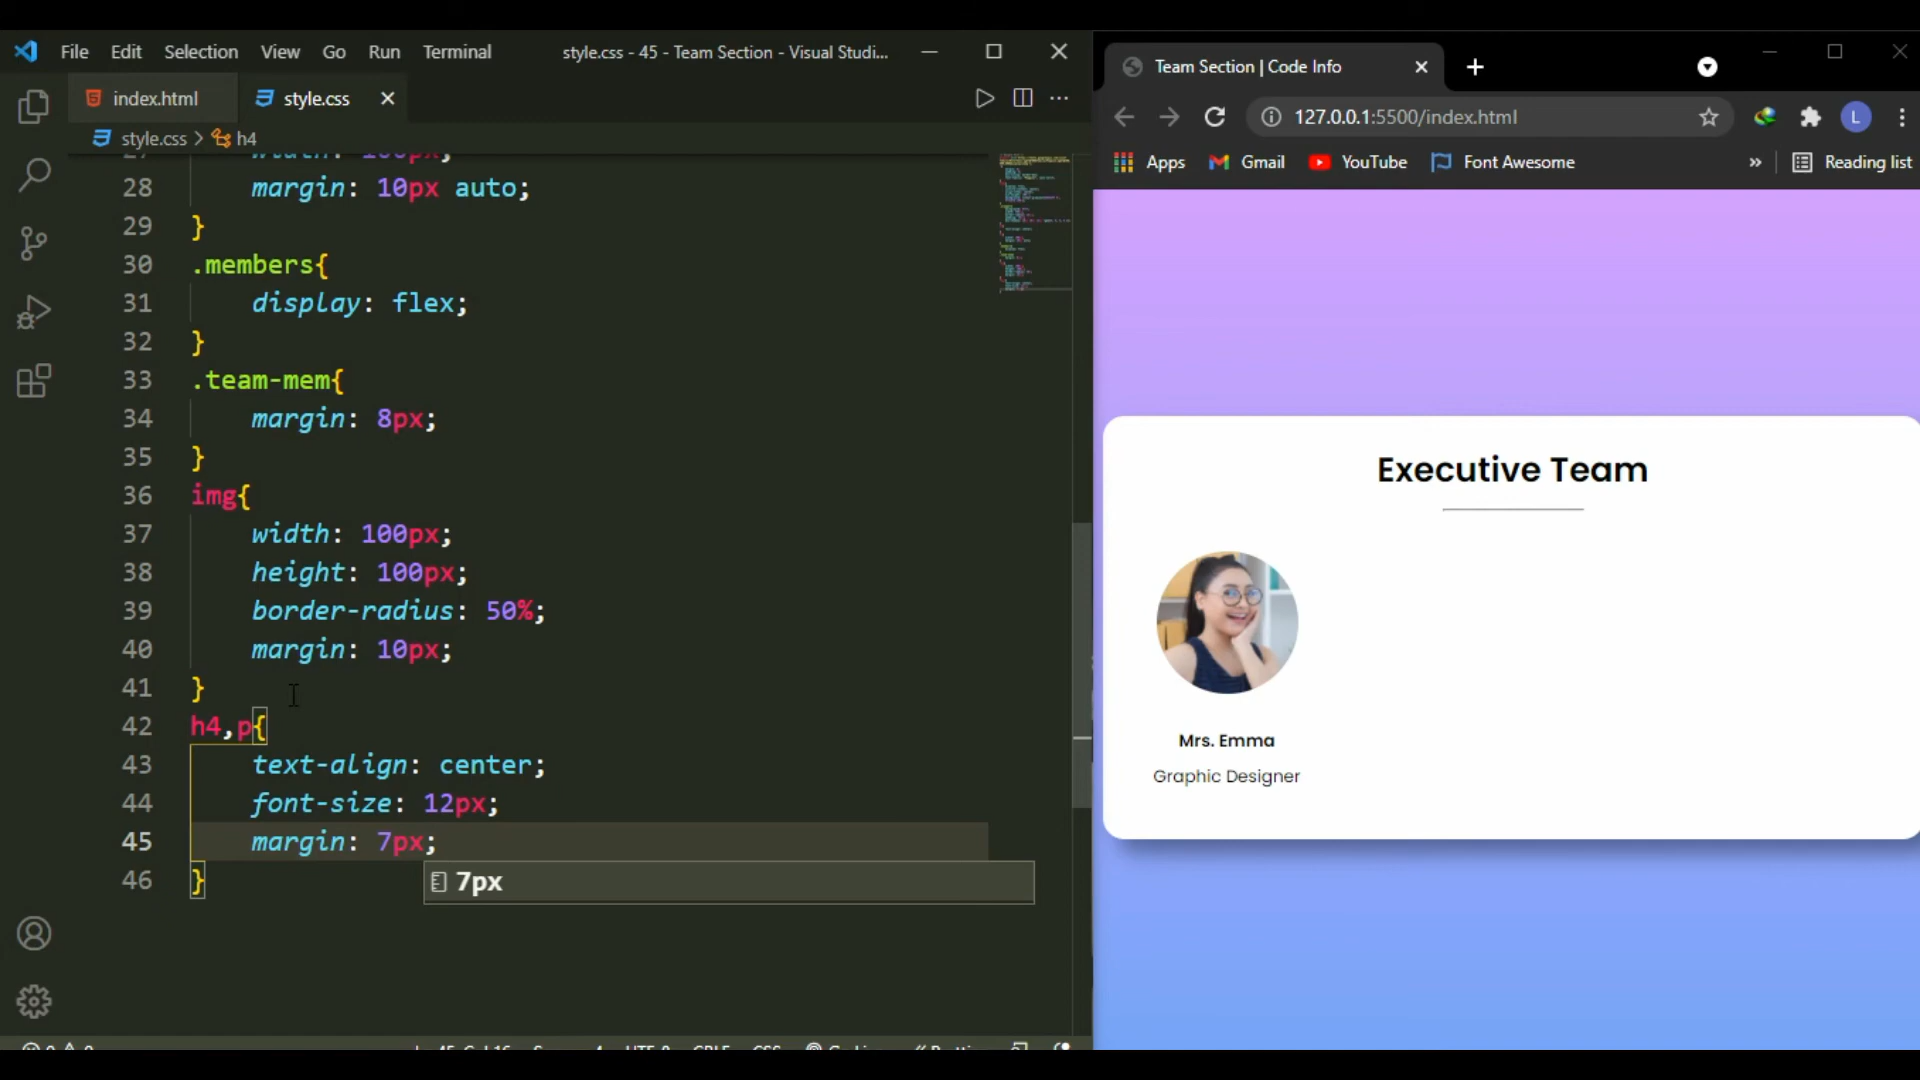 File Edit Selection View Go Run Terminal style.css - 45 - Team Section - Visual Studi...
index.html style.css
style.css > h4
28 margin: 10px auto;
29 }
30 .members{
31 display: flex;
32 }
33 .team-mem{
34 margin: 8px;
35 }
36 img{
37 width: 100px;
38 height: 100px;
39 border-radius: 50%;
40 margin: 10px;
41 }
42 h4,p{
43 text-align: center;
44 font-size: 12px;
45 margin: 7px;
46 }
7px
Team Section | Code Info
127.0.0.1:5500/index.html
L
Apps Gmail YouTube Font Awesome » Reading list
Executive Team
Mrs. Emma
Graphic Designer